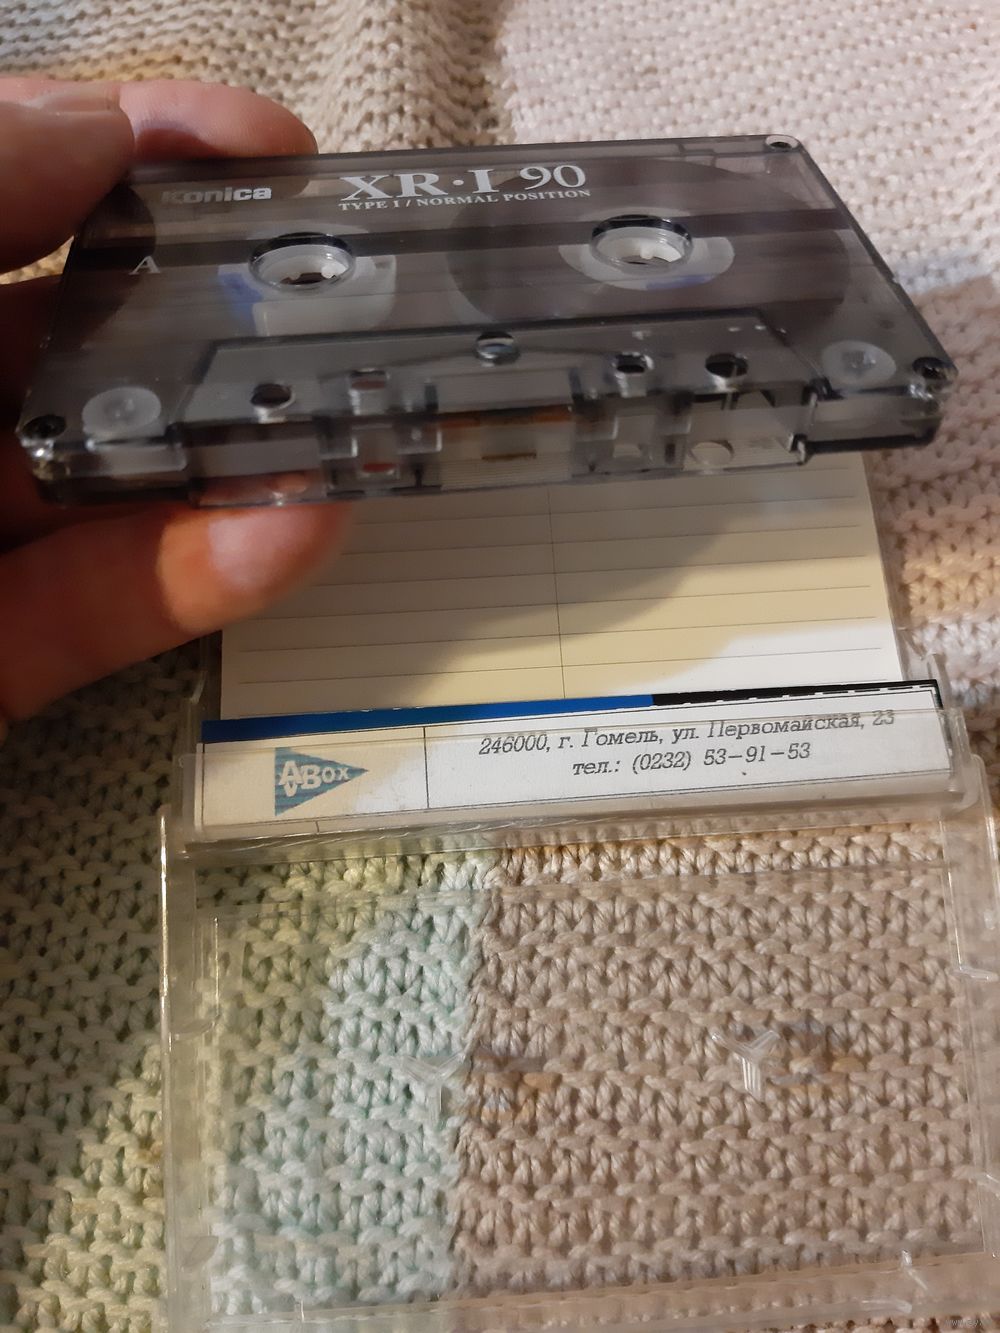 Konica
XR·I 90
TYPE I / NORMAL POSITION
A
ABOX
246000, г. Гомель, ул. Первомайская, 23
тел.: (0232) 53-91-53